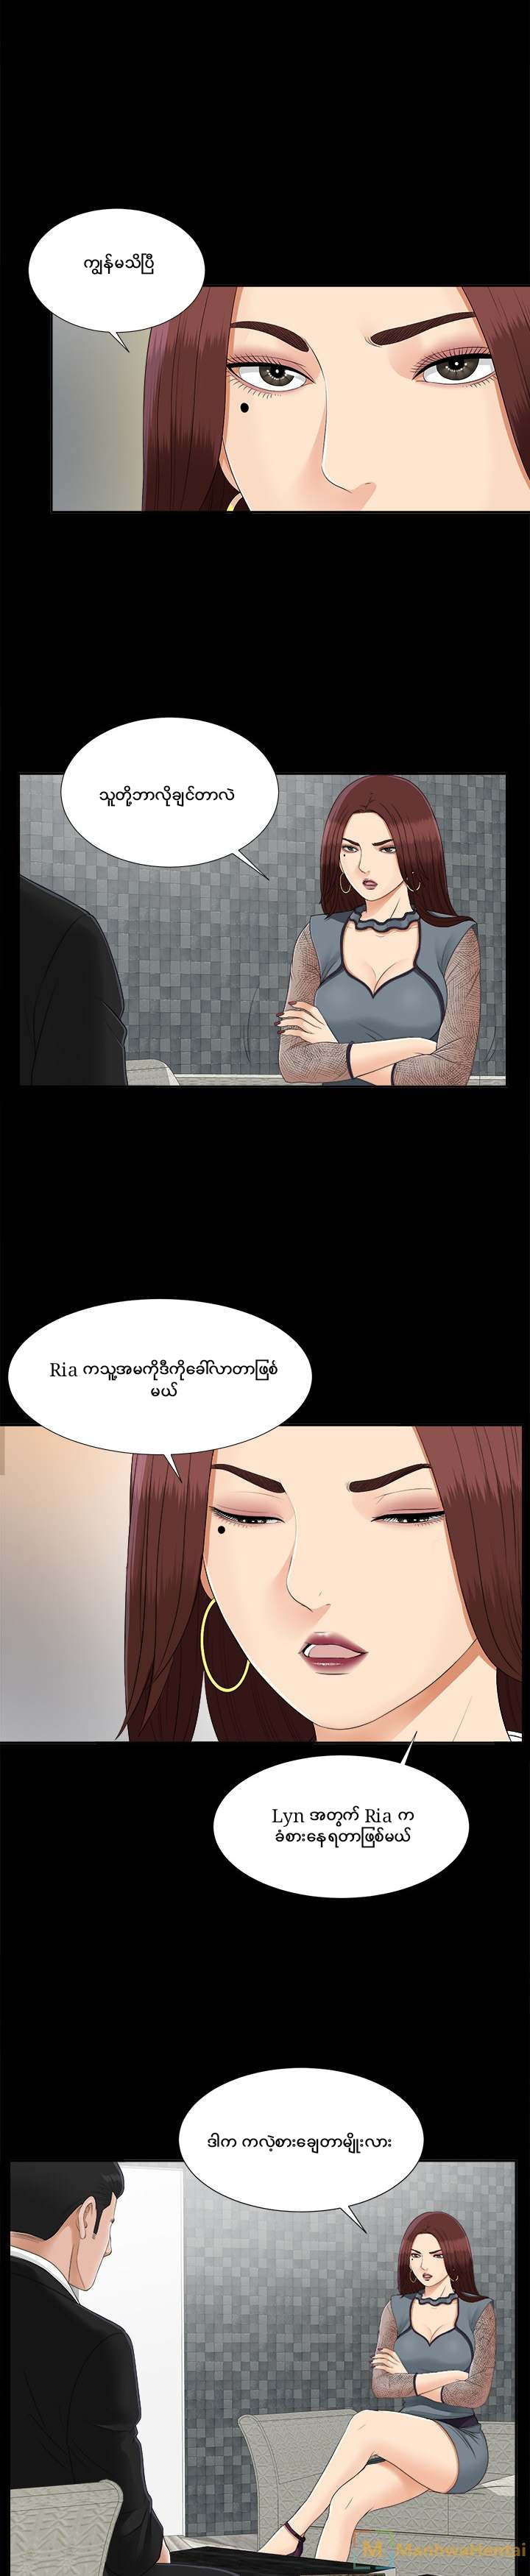 ကျွန်မသိပြီ
သူတို့ဘာလိုချင်တာလဲ
Ria ကသူ့အမကိုဒီကိုခေါ်လာတာဖြစ်
မယ်
Lyn အတွက် Ria က
ခံစားနေရတာဖြစ်မယ်
ဒါက ကလဲ့စားချေတာမျိုးလား
M ManhwaHentai